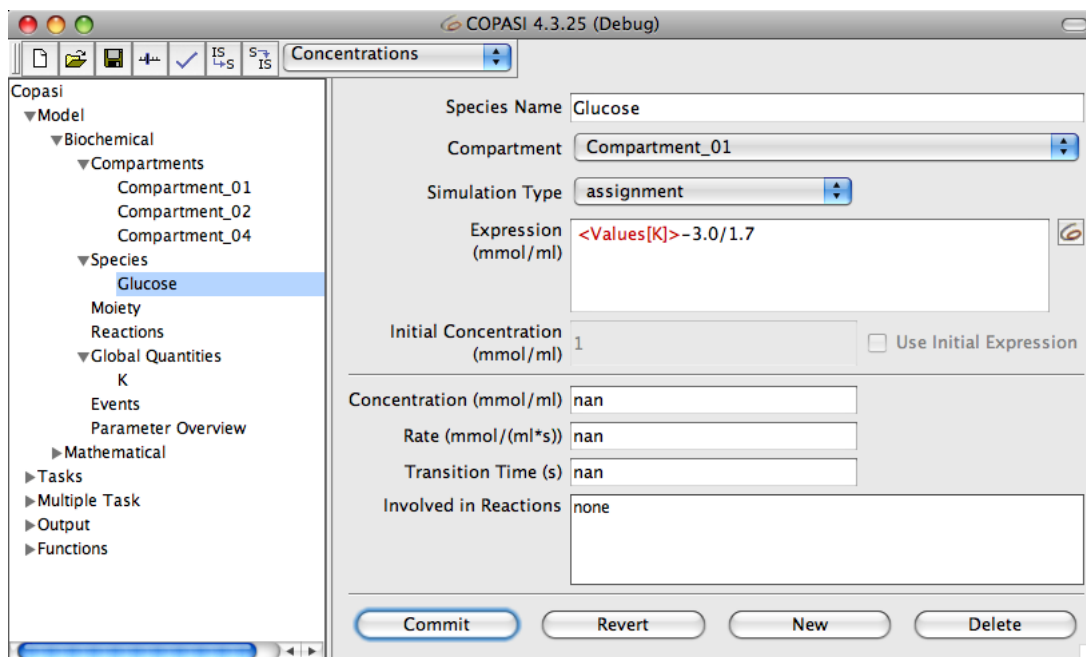 COPASI 4.3.25 (Debug)
IS S S IS Concentrations
Copasi
Model
Biochemical
Compartments
Compartment_01
Compartment_02
Compartment_04
Species
Glucose
Moiety
Reactions
Global Quantities
K
Events
Parameter Overview
Mathematical
Tasks
Multiple Task
Output
Functions
Species Name Glucose
Compartment Compartment_01
Simulation Type assignment
Expression <Values[K]>-3.0/1.7
(mmol/ml)
Initial Concentration 1 Use Initial Expression
(mmol/ml)
Concentration (mmol/ml) nan
Rate (mmol/(ml*s)) nan
Transition Time (s) nan
Involved in Reactions none
Commit Revert New Delete